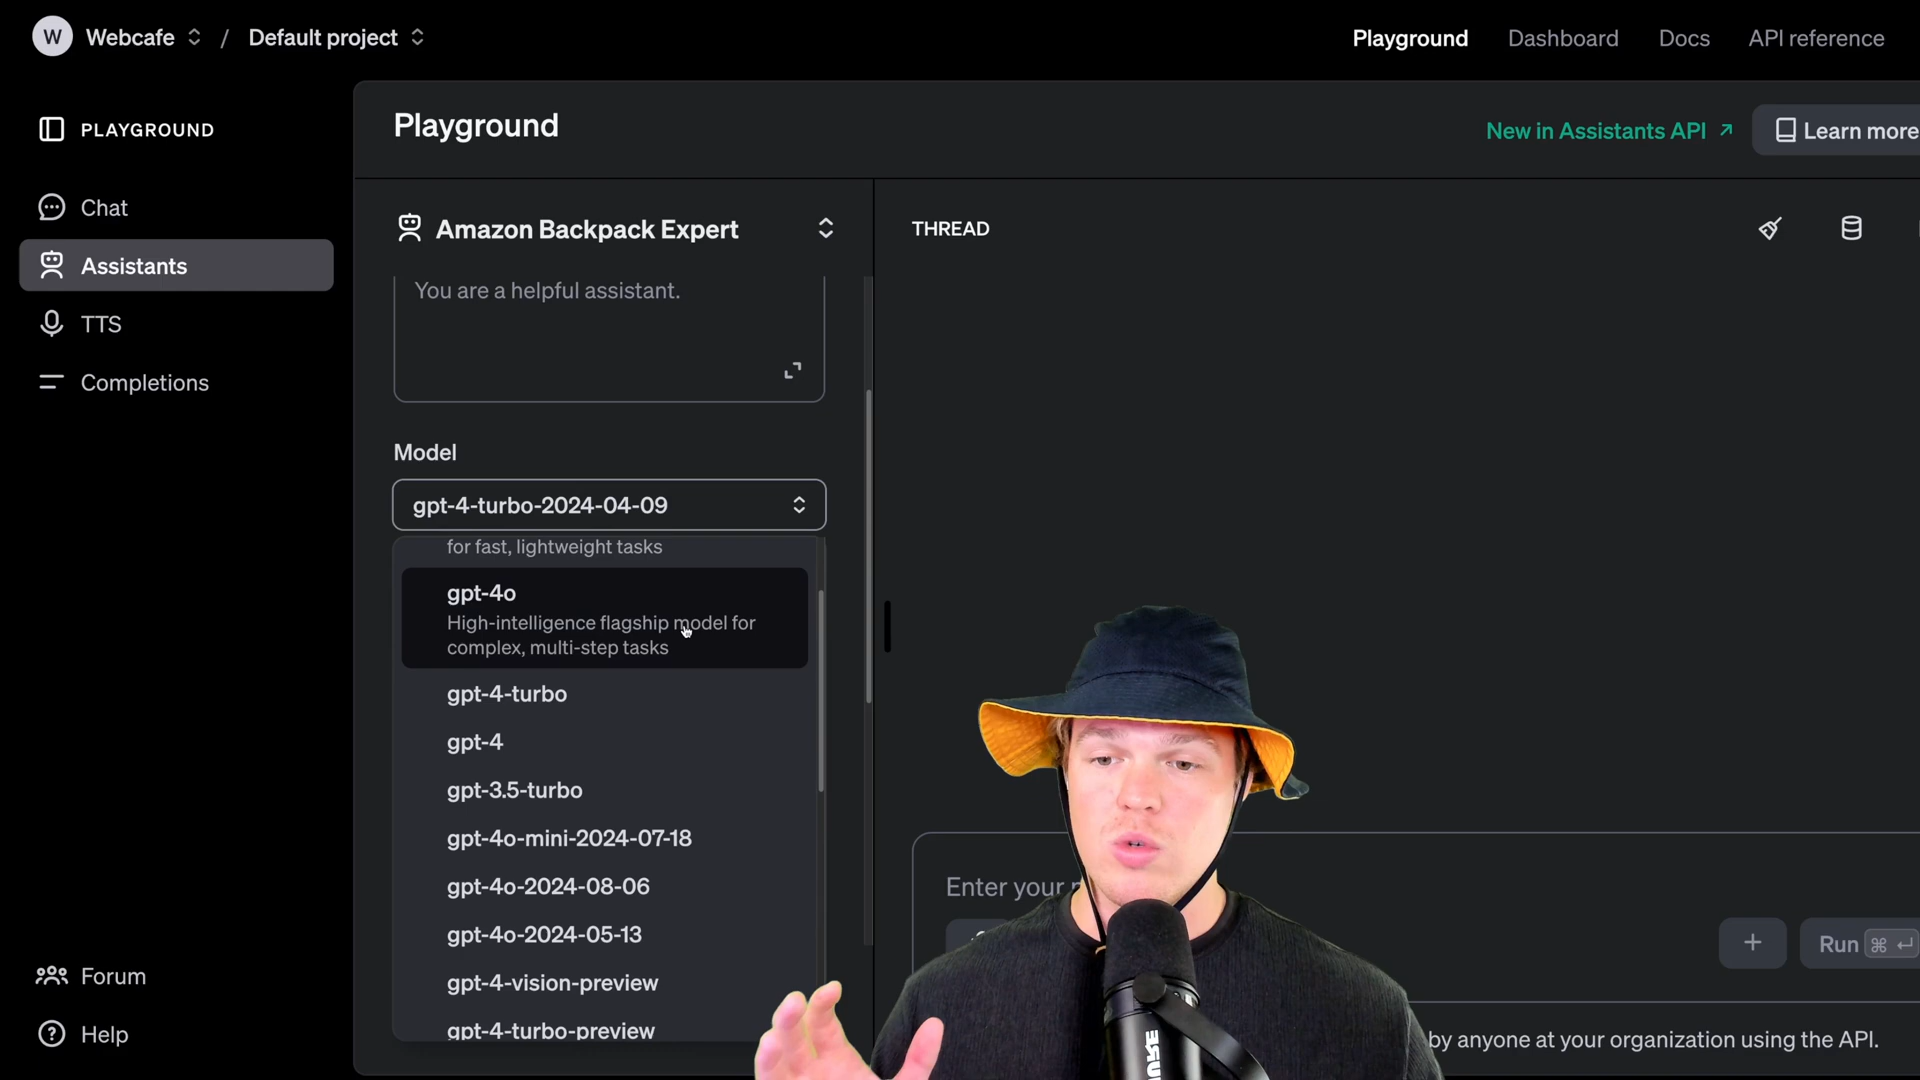 W Webcafe / Default project
Playground Dashboard Docs API reference
PLAYGROUND
Chat
Assistants
TTS
Completions
Forum
Help
Playground
New in Assistants API ↗
Learn more
Amazon Backpack Expert
You are a helpful assistant.
Model
gpt-4-turbo-2024-04-09
for fast, lightweight tasks
gpt-4o
High-intelligence flagship model for
complex, multi-step tasks
gpt-4-turbo
gpt-4
gpt-3.5-turbo
gpt-4o-mini-2024-07-18
gpt-4o-2024-08-06
gpt-4o-2024-05-13
gpt-4-vision-preview
gpt-4-turbo-preview
THREAD
Enter your
Run ⌘ ↵
by anyone at your organization using the API.